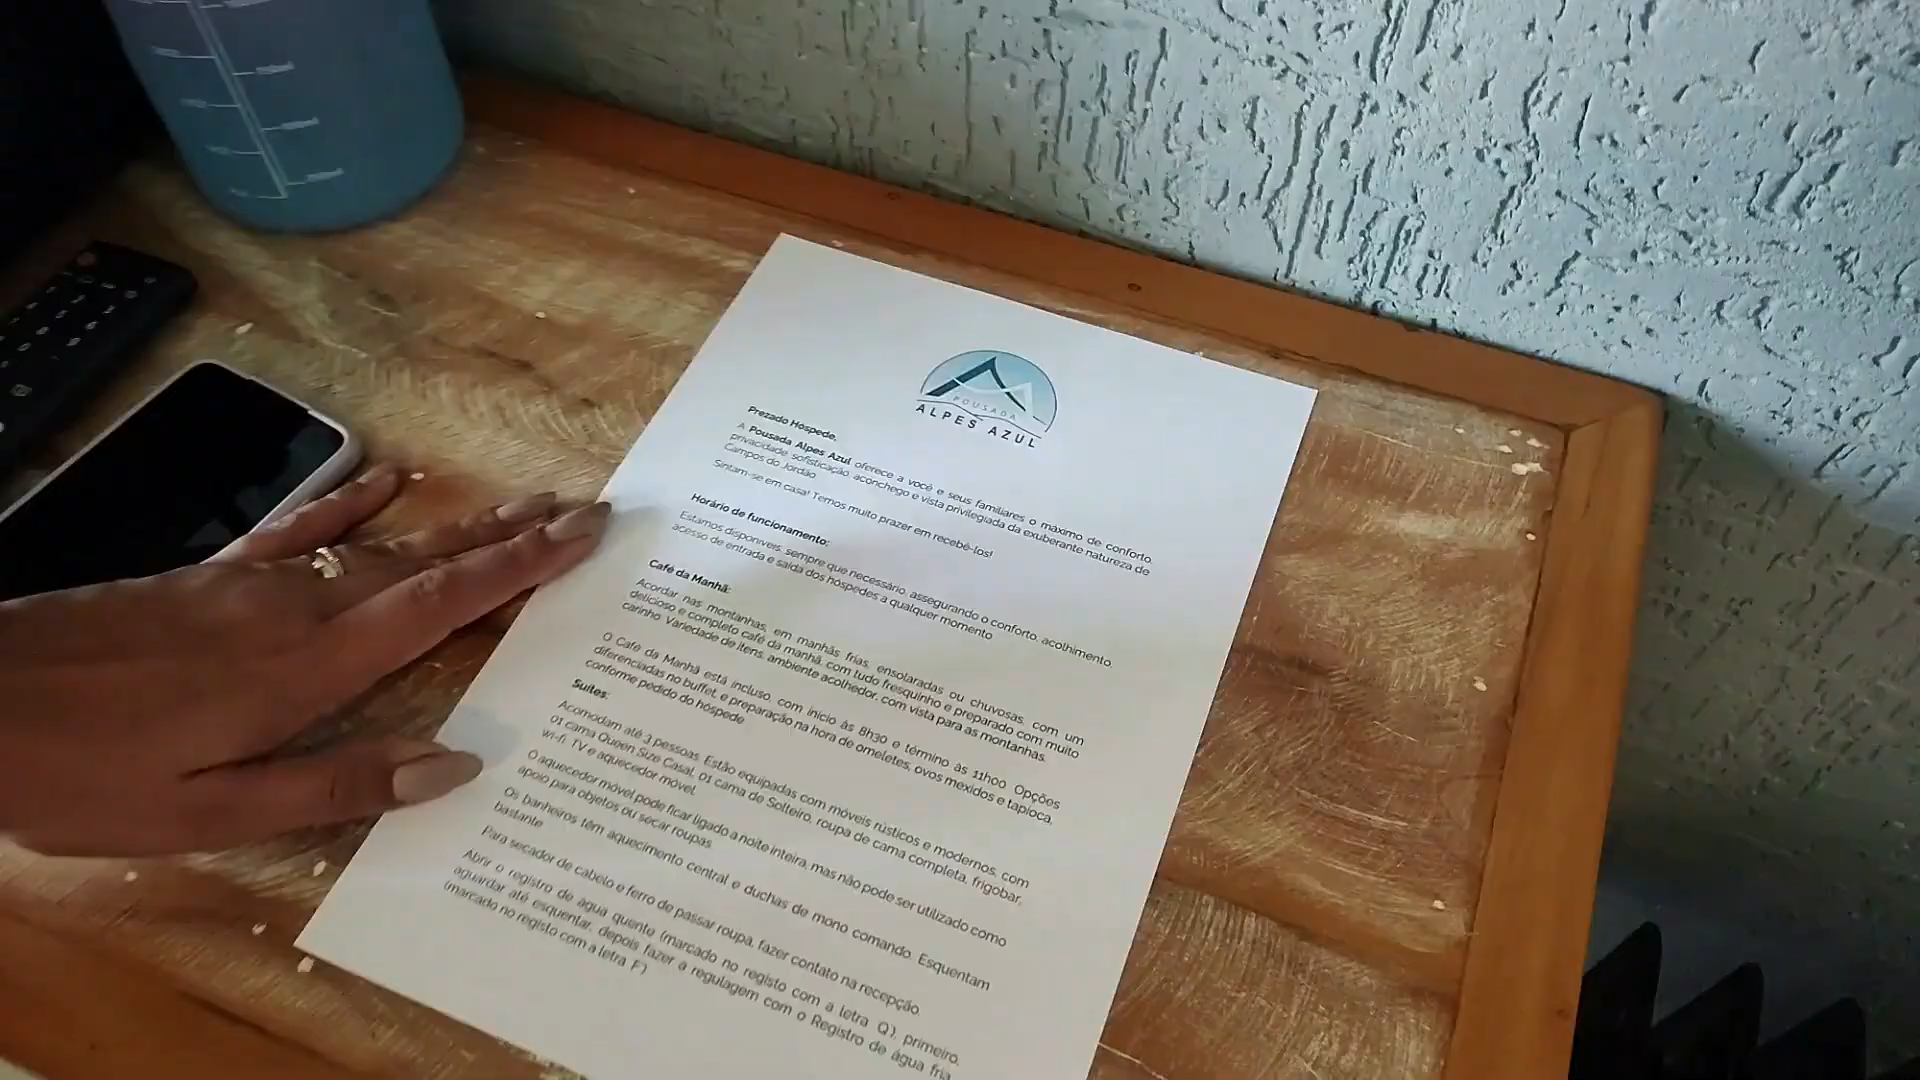 POUSADA
ALPES AZUL
Prezado Hóspede,
A Pousada Alpes Azul oferece a você e seus familiares o máximo de conforto,
privacidade, sofisticação, aconchego e vista privilegiada da exuberante natureza de
Campos do Jordão
Sintam-se em casa! Temos muito prazer em recebê-los!
Horário de funcionamento:
Estamos disponíveis, sempre que necessário, assegurando o conforto, acolhimento,
acesso de entrada e saída dos hóspedes a qualquer momento
Café da Manhã:
Acordar nas montanhas, em manhãs frias, ensolaradas ou chuvosas, com um
delicioso e completo café da manhã, com tudo fresquinho e preparado com muito
carinho. Variedade de itens, ambiente acolhedor, com vista para as montanhas.
O Café da Manhã está incluso, com início às 8h30 e término às 11h00 Opções
diferenciadas no buffet, e preparação na hora de omeletes, ovos mexidos e tapioca,
conforme pedido do hóspede
Suítes:
Acomodam até 3 pessoas. Estão equipadas com móveis rústicos e modernos, com
01 cama Queen Size Casal, 01 cama de Solteiro, roupa de cama completa, frigobar,
wi-fi, TV e aquecedor móvel.
O aquecedor móvel pode ficar ligado a noite inteira, mas não pode ser utilizado como
apoio para objetos ou secar roupas.
Os banheiros têm aquecimento central e duchas de mono comando. Esquentam
bastante
Para secador de cabelo e ferro de passar roupa, fazer contato na recepção.
Abrir o registro de água quente (marcado no registo com a letra Q), primeiro,
aguardar até esquentar, depois fazer a regulagem com o Registro de água fria
(marcado no registo com a letra F)